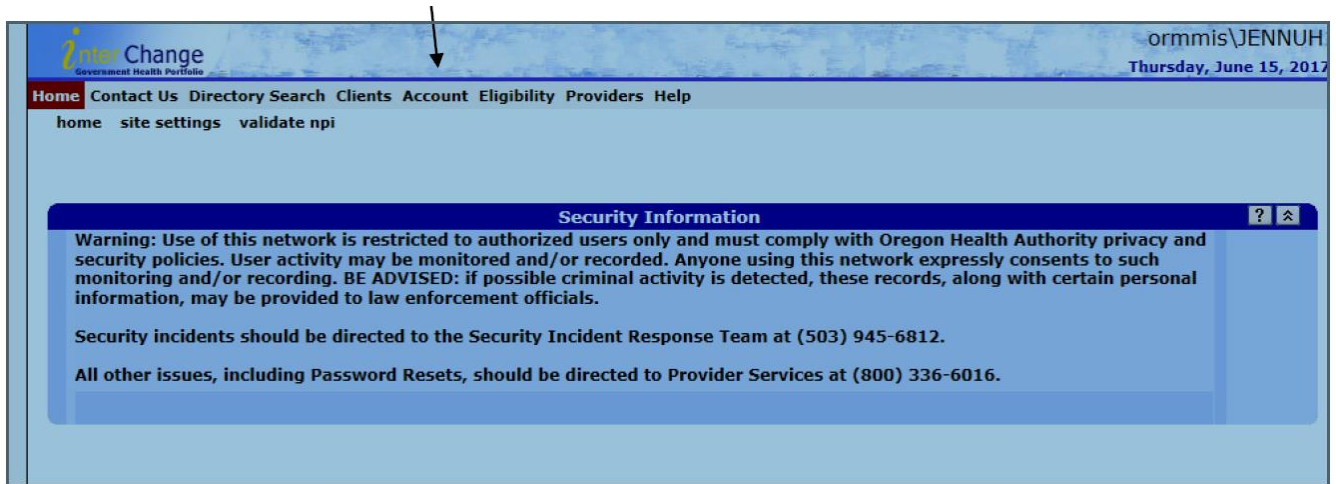 interChange
Government Health Portfolio
ormmis\JENNUH
Thursday, June 15, 2017
Home Contact Us Directory Search Clients Account Eligibility Providers Help
home site settings validate npi
Security Information
?
Warning: Use of this network is restricted to authorized users only and must comply with Oregon Health Authority privacy and
security policies. User activity may be monitored and/or recorded. Anyone using this network expressly consents to such
monitoring and/or recording. BE ADVISED: if possible criminal activity is detected, these records, along with certain personal
information, may be provided to law enforcement officials.
Security incidents should be directed to the Security Incident Response Team at (503) 945-6812.
All other issues, including Password Resets, should be directed to Provider Services at (800) 336-6016.